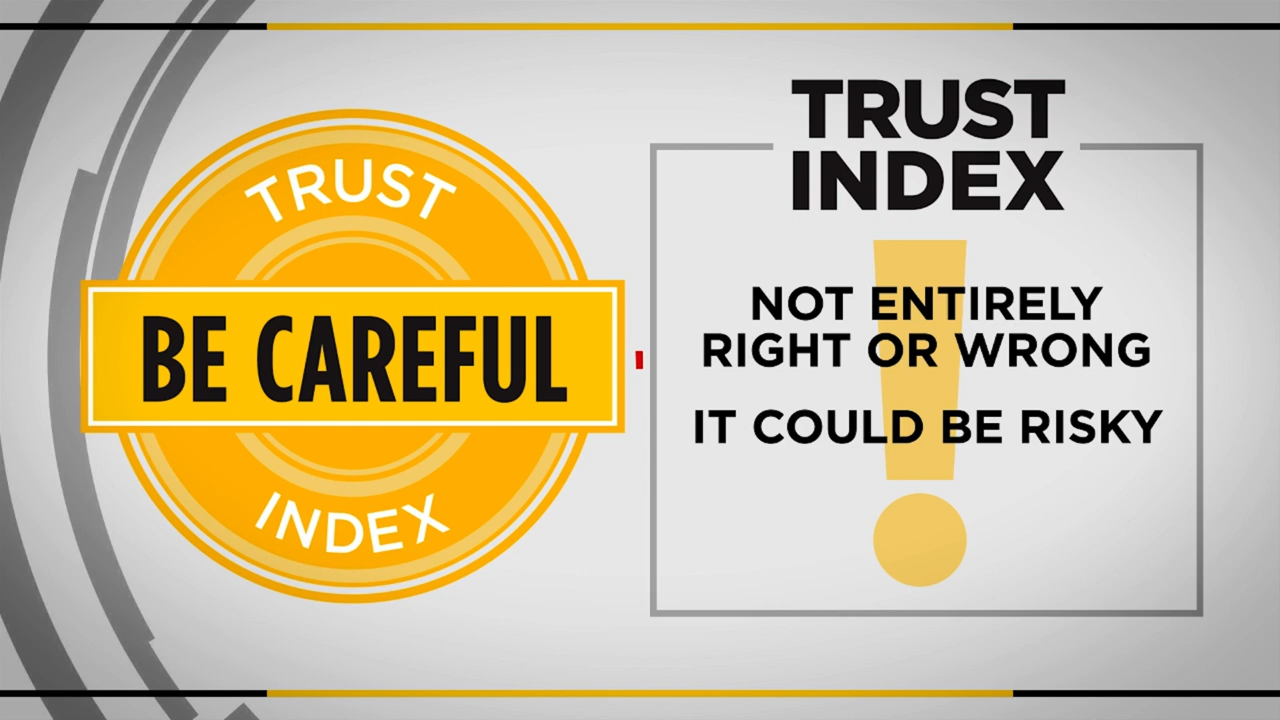 TRUST
BE CAREFUL
INDEX
TRUST
INDEX
NOT ENTIRELY
RIGHT OR WRONG
IT COULD BE RISKY